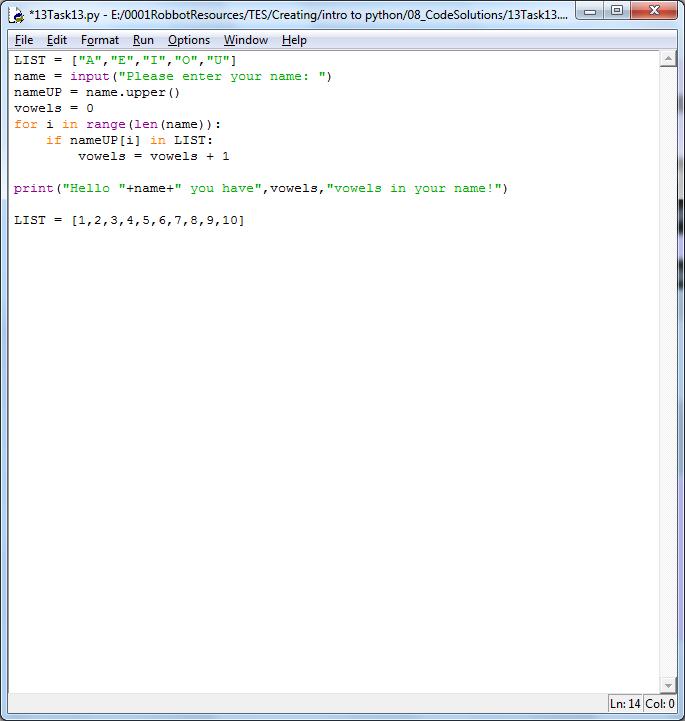 *13Task13.py - E:/0001RobbotResources/TES/Creating/intro to python/08_CodeSolutions/13Task13....
File Edit Format Run Options Window Help
LIST = ["A","E","I","O","U"]
name = input("Please enter your name: ")
nameUP = name.upper()
vowels = 0
for i in range(len(name)):
    if nameUP[i] in LIST:
        vowels = vowels + 1
print("Hello "+name+" you have",vowels,"vowels in your name!")
LIST = [1,2,3,4,5,6,7,8,9,10]
Ln: 14 Col: 0